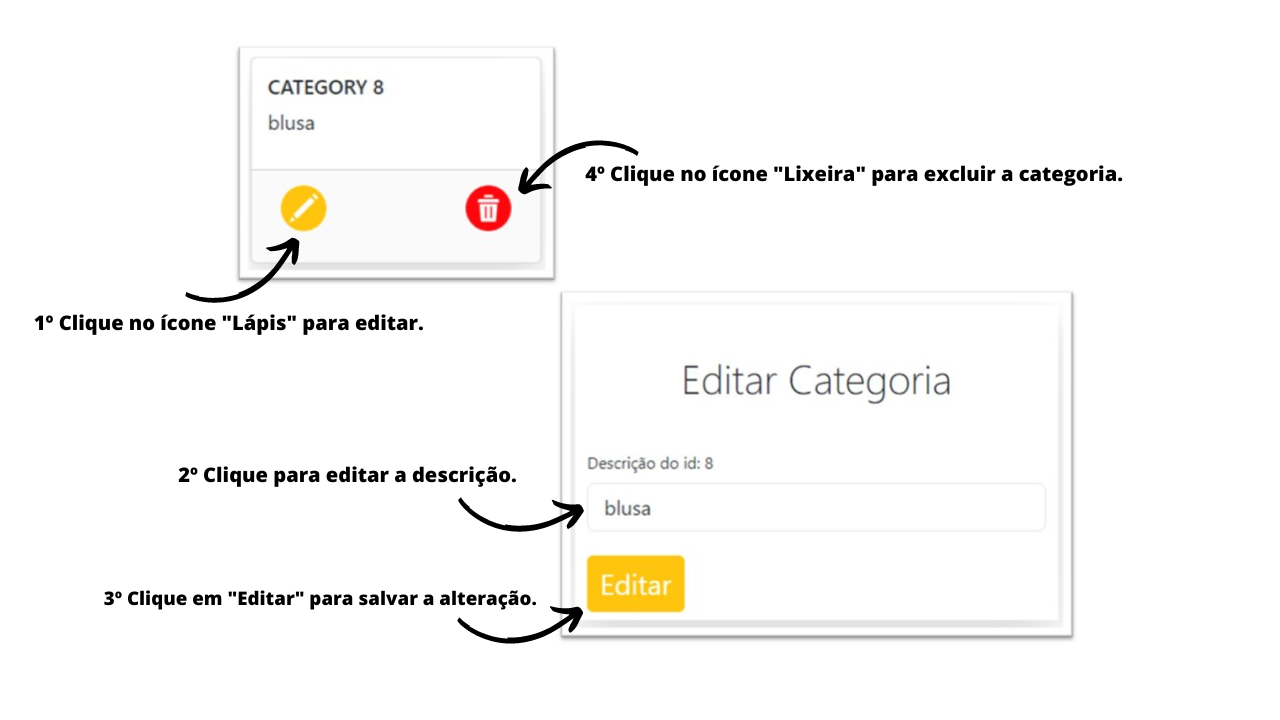 CATEGORY 8
blusa
4º Clique no ícone "Lixeira" para excluir a categoria.
1º Clique no ícone "Lápis" para editar.
Editar Categoria
2º Clique para editar a descrição.
Descrição do id: 8
blusa
3º Clique em "Editar" para salvar a alteração.
Editar